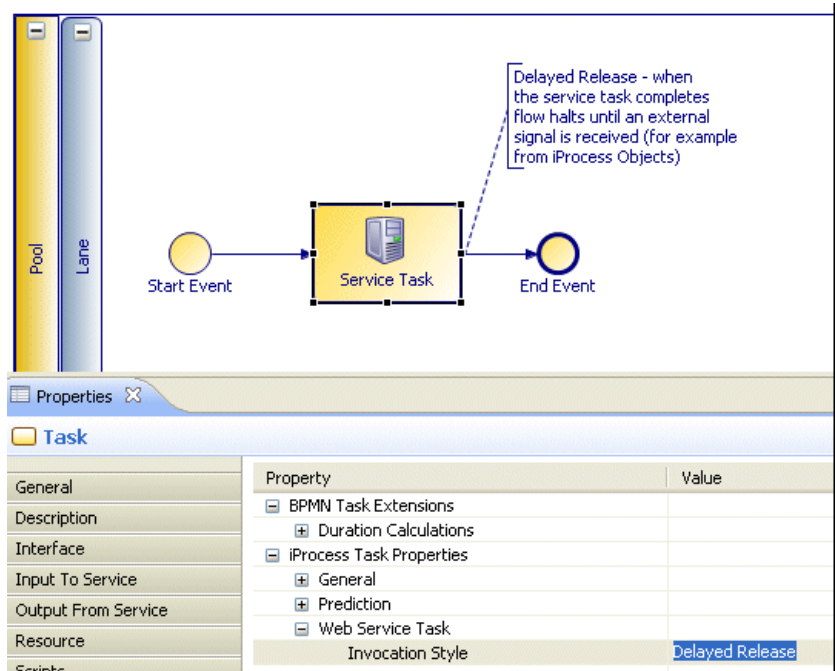 Delayed Release - when
the service task completes
flow halts until an external
signal is received (for example
from iProcess Objects)
Pool
Lane
Start Event
Service Task
End Event
Properties
Task
General
Description
Interface
Input To Service
Output From Service
Resource
Scripts
Property Value
BPMN Task Extensions
Duration Calculations
iProcess Task Properties
General
Prediction
Web Service Task
Invocation Style Delayed Release